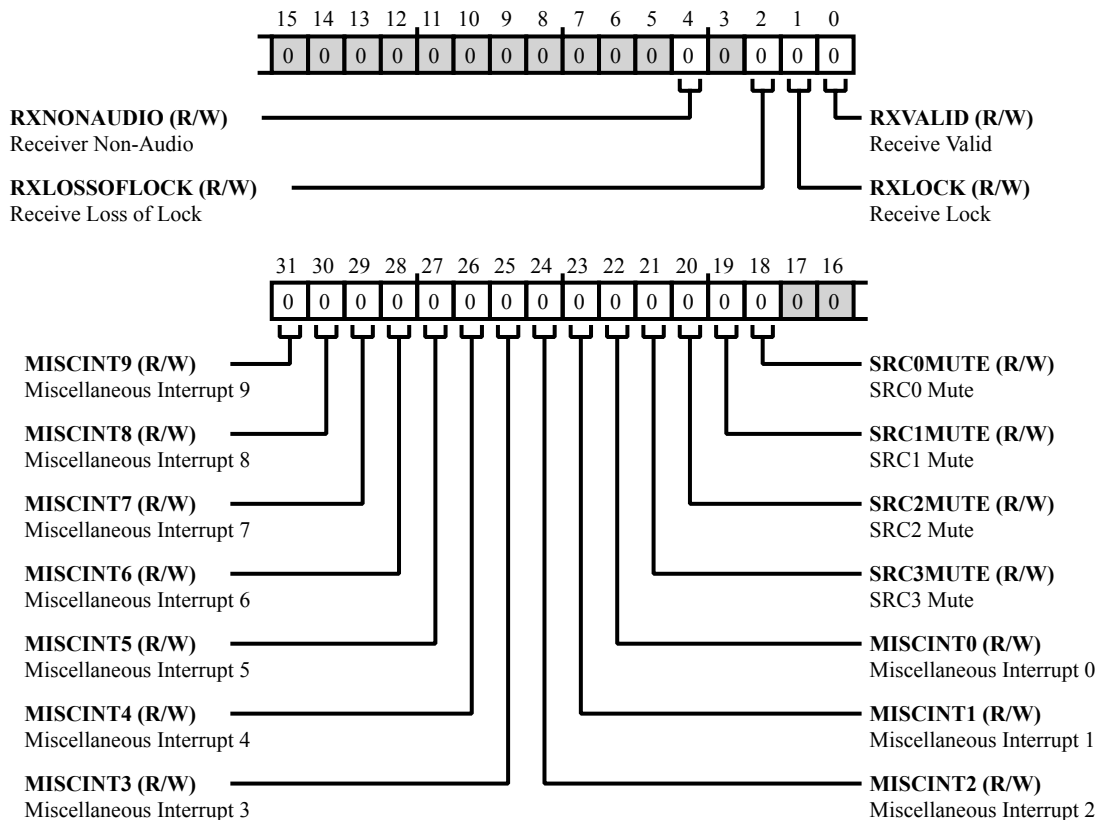 15 14 13 12 11 10 9 8 7 6 5 4 3 2 1 0
0 0 0 0 0 0 0 0 0 0 0 0 0 0 0 0
RXNONAUDIO (R/W)
Receiver Non-Audio
RXVALID (R/W)
Receive Valid
RXLOSSOFLOCK (R/W)
Receive Loss of Lock
RXLOCK (R/W)
Receive Lock
31 30 29 28 27 26 25 24 23 22 21 20 19 18 17 16
0 0 0 0 0 0 0 0 0 0 0 0 0 0 0 0
MISCINT9 (R/W)
Miscellaneous Interrupt 9
SRC0MUTE (R/W)
SRC0 Mute
MISCINT8 (R/W)
Miscellaneous Interrupt 8
SRC1MUTE (R/W)
SRC1 Mute
MISCINT7 (R/W)
Miscellaneous Interrupt 7
SRC2MUTE (R/W)
SRC2 Mute
MISCINT6 (R/W)
Miscellaneous Interrupt 6
SRC3MUTE (R/W)
SRC3 Mute
MISCINT5 (R/W)
Miscellaneous Interrupt 5
MISCINT0 (R/W)
Miscellaneous Interrupt 0
MISCINT4 (R/W)
Miscellaneous Interrupt 4
MISCINT1 (R/W)
Miscellaneous Interrupt 1
MISCINT3 (R/W)
Miscellaneous Interrupt 3
MISCINT2 (R/W)
Miscellaneous Interrupt 2